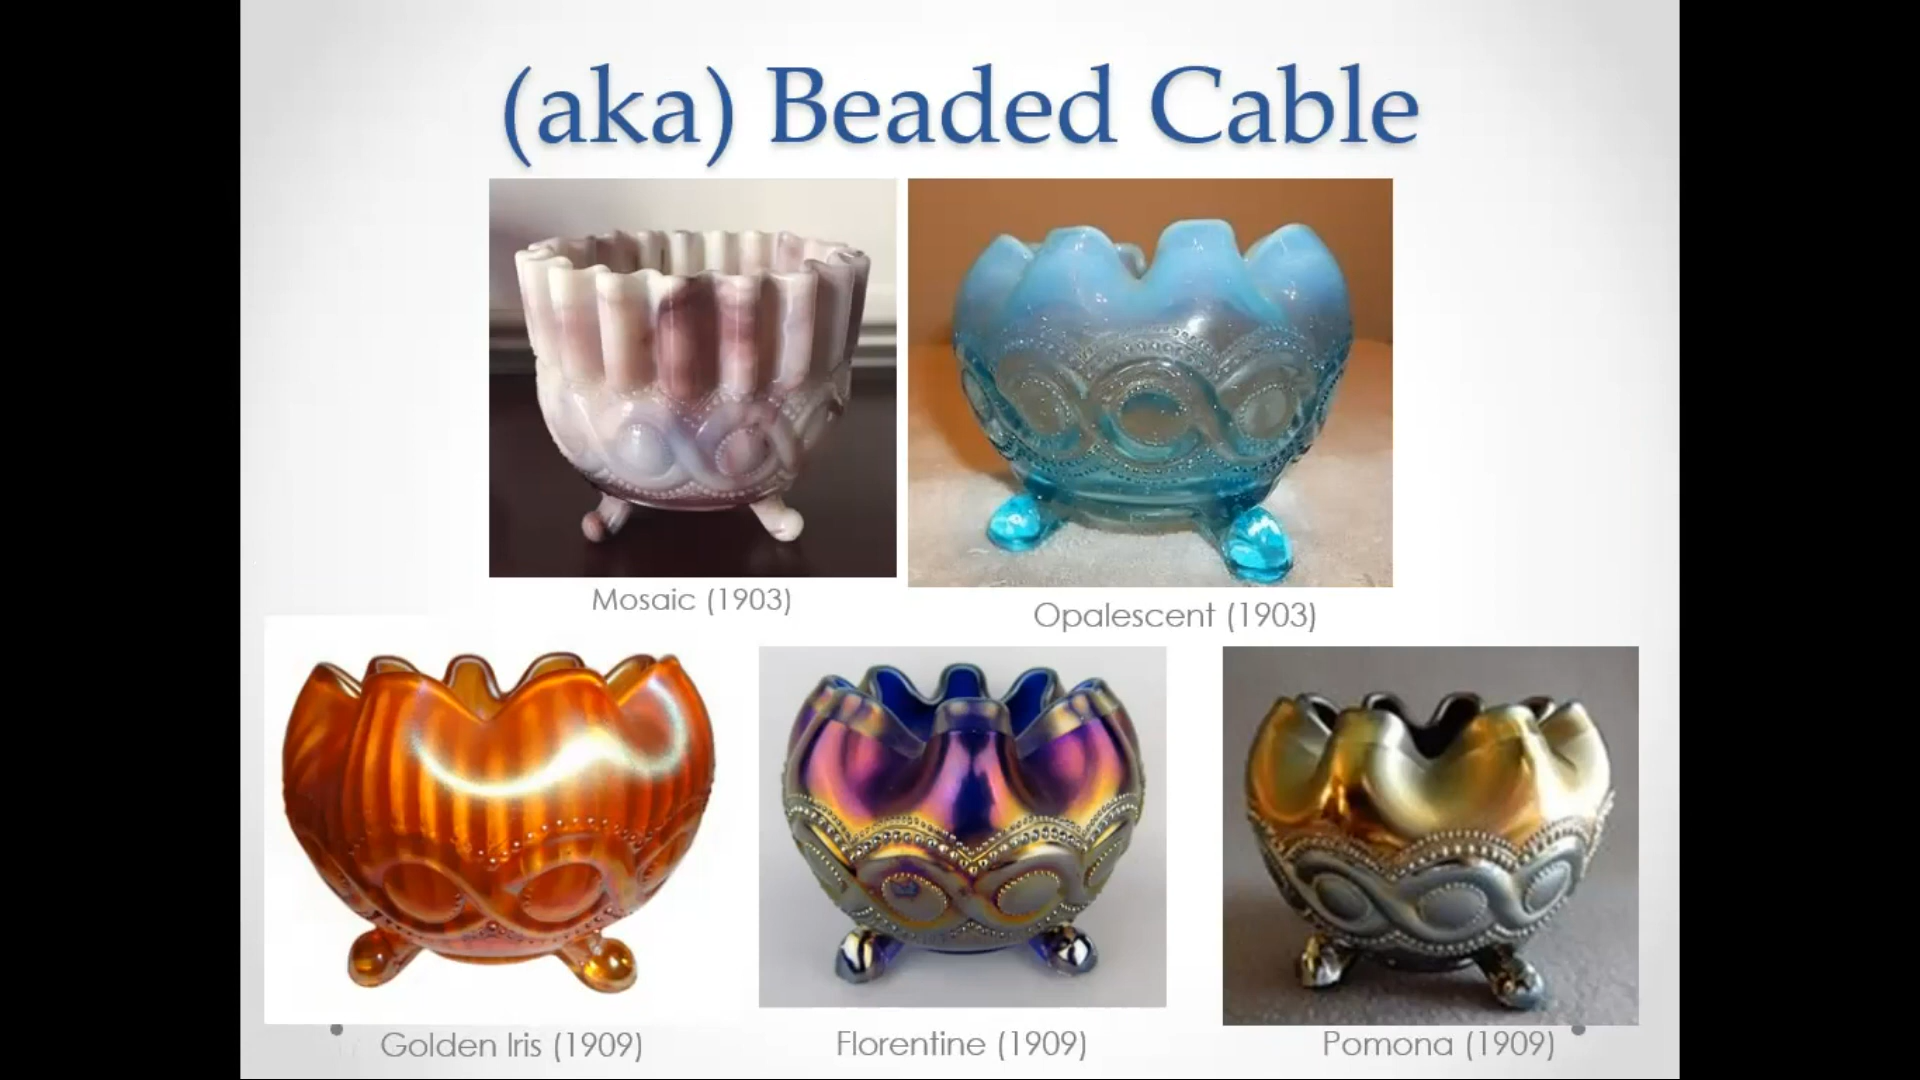 (aka) Beaded Cable
Mosaic (1903)
Opalescent (1903)
Golden Iris (1909)
Florentine (1909)
Pomona (1909)